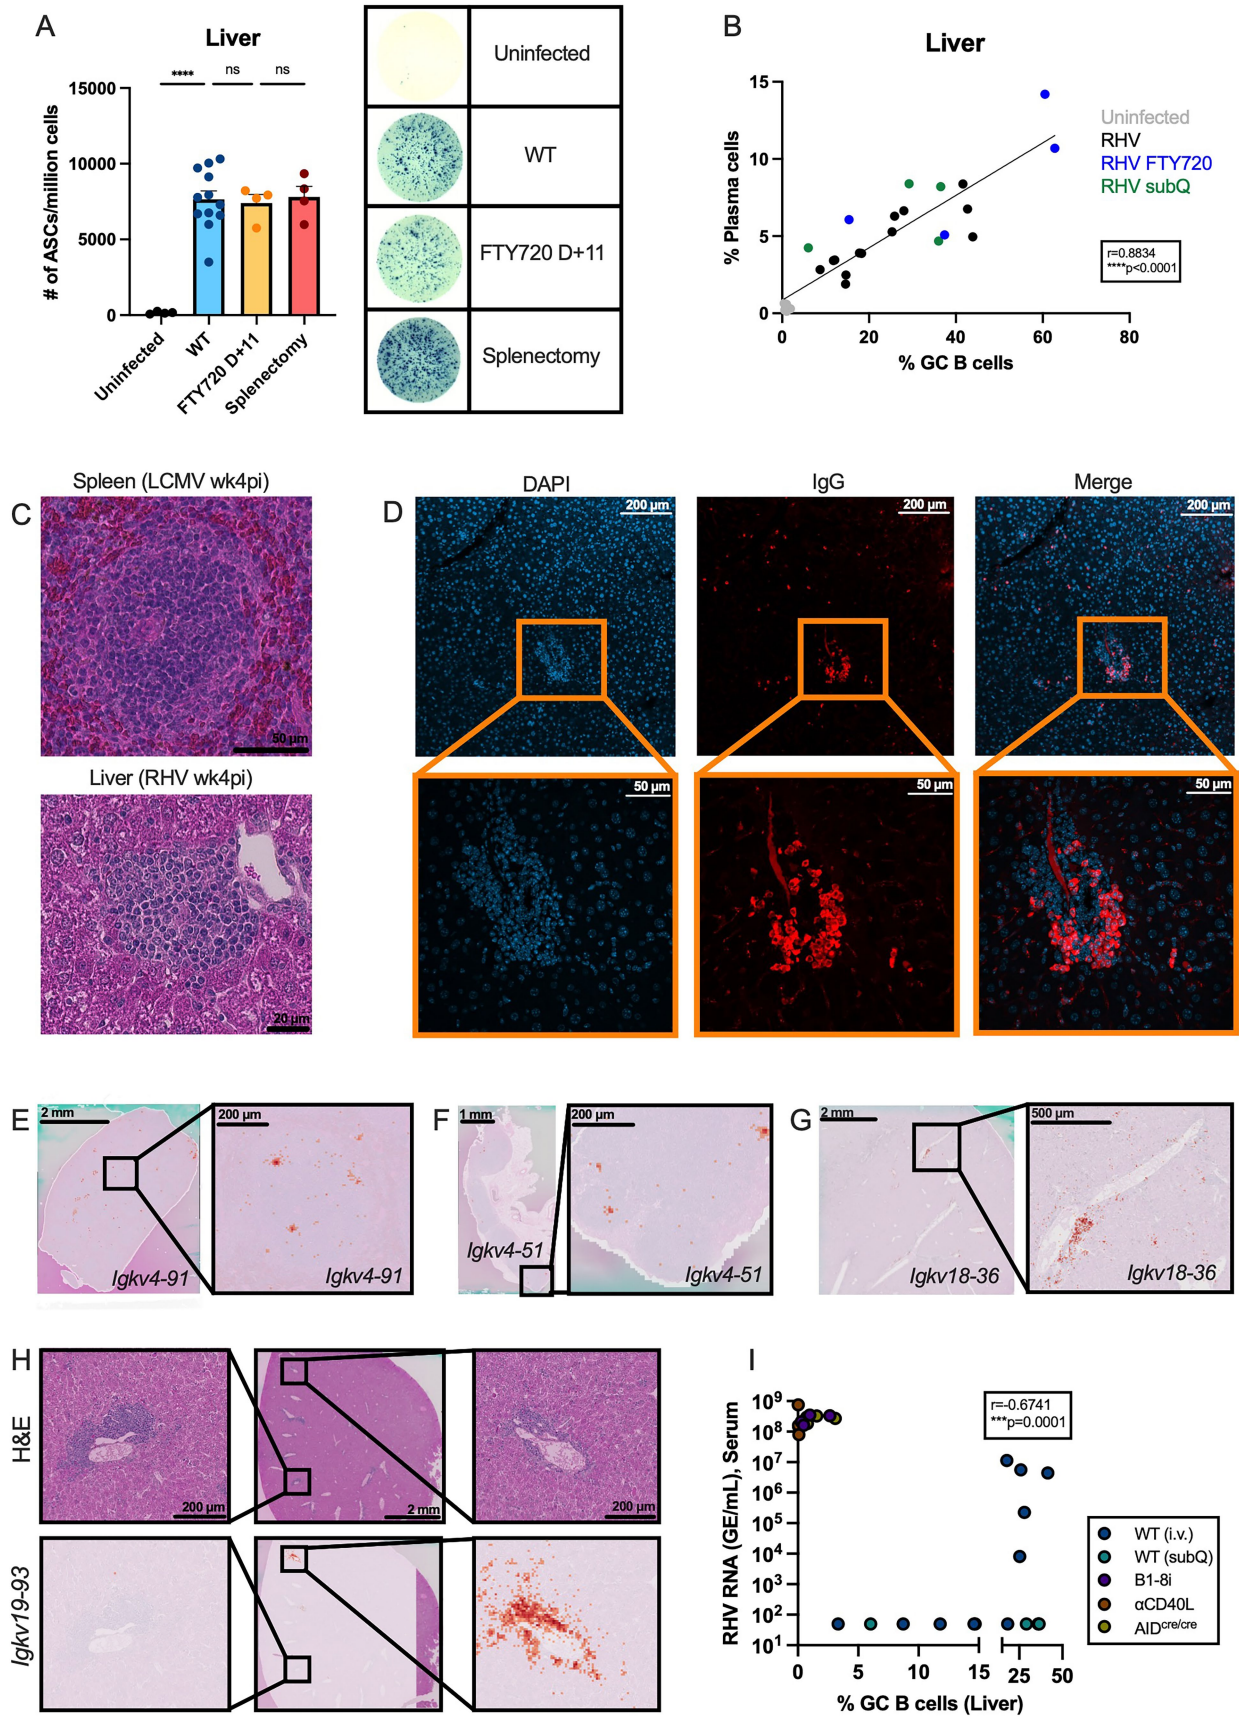 A
Liver
**** ns ns
# of ASCs/million cells
15000
10000
5000
0
Uninfected
WT
FTY720 D+11
Splenectomy
Uninfected
WT
FTY720 D+11
Splenectomy
B
Liver
% Plasma cells
15
10
5
0
0 20 40 60 80
% GC B cells
Uninfected
RHV
RHV FTY720
RHV subQ
r=0.8834
****p<0.0001
C
Spleen (LCMV wk4pi)
50 µm
Liver (RHV wk4pi)
20 µm
D
DAPI IgG Merge
200 µm 200 µm 200 µm
50 µm 50 µm 50 µm
E
2 mm
Igkv4-91
200 µm
Igkv4-91
F
1 mm
Igkv4-51
200 µm
Igkv4-51
G
2 mm
Igkv18-36
500 µm
Igkv18-36
H
H&E
200 µm 2 mm 200 µm
Igkv19-93
I
RHV RNA (GE/mL), Serum
10⁹
10⁸
10⁷
10⁶
10⁵
10⁴
10³
10²
10¹
0 5 10 15 25 50
% GC B cells (Liver)
r=-0.6741
***p=0.0001
WT (i.v.)
WT (subQ)
B1-8i
αCD40L
AIDcre/cre